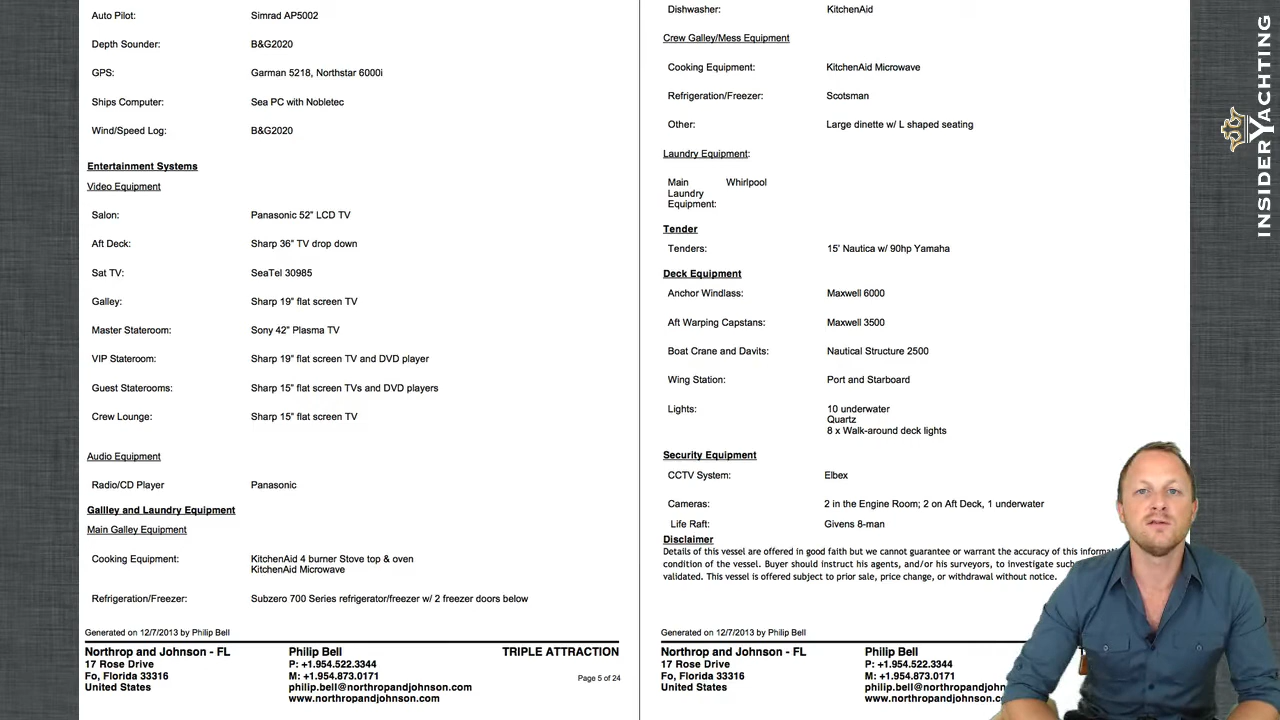 Auto Pilot: Simrad AP5002
Depth Sounder: B&G2020
GPS: Garman 5218, Northstar 6000i
Ships Computer: Sea PC with Nobletec
Wind/Speed Log: B&G2020
Entertainment Systems
Video Equipment
Salon: Panasonic 52" LCD TV
Aft Deck: Sharp 36" TV drop down
Sat TV: SeaTel 30985
Galley: Sharp 19" flat screen TV
Master Stateroom: Sony 42" Plasma TV
VIP Stateroom: Sharp 19" flat screen TV and DVD player
Guest Staterooms: Sharp 15" flat screen TVs and DVD players
Crew Lounge: Sharp 15" flat screen TV
Audio Equipment
Radio/CD Player Panasonic
Gallley and Laundry Equipment
Main Galley Equipment
Cooking Equipment: KitchenAid 4 burner Stove top & oven
KitchenAid Microwave
Refrigeration/Freezer: Subzero 700 Series refrigerator/freezer w/ 2 freezer doors below
Generated on 12/7/2013 by Philip Bell
Northrop and Johnson - FL Philip Bell TRIPLE ATTRACTION
17 Rose Drive P: +1.954.522.3344
Fo, Florida 33316 M: +1.954.873.0171
United States philip.bell@northropandjohnson.com
www.northropandjohnson.com
Page 5 of 24
Dishwasher: KitchenAid
Crew Galley/Mess Equipment
Cooking Equipment: KitchenAid Microwave
Refrigeration/Freezer: Scotsman
Other: Large dinette w/ L shaped seating
Laundry Equipment:
Main Whirlpool
Laundry
Equipment:
Tender
Tenders: 15' Nautica w/ 90hp Yamaha
Deck Equipment
Anchor Windlass: Maxwell 6000
Aft Warping Capstans: Maxwell 3500
Boat Crane and Davits: Nautical Structure 2500
Wing Station: Port and Starboard
Lights: 10 underwater
Quartz
8 x Walk-around deck lights
Security Equipment
CCTV System: Elbex
Cameras: 2 in the Engine Room; 2 on Aft Deck, 1 underwater
Life Raft: Givens 8-man
Disclaimer
Details of this vessel are offered in good faith but we cannot guarantee or warrant the accuracy of this
condition of the vessel. Buyer should instruct his agents, and/or his surveyors, to investigate such
validated. This vessel is offered subject to prior sale, price change, or withdrawal without notice.
Generated on 12/7/2013 by Philip Bell
Northrop and Johnson - FL Philip Bell
17 Rose Drive P: +1.954.522.3344
Fo, Florida 33316 M: +1.954.873.0171
United States philip.bell@northropandjohn
www.northropandjohnson.c
INSIDER YACHTING